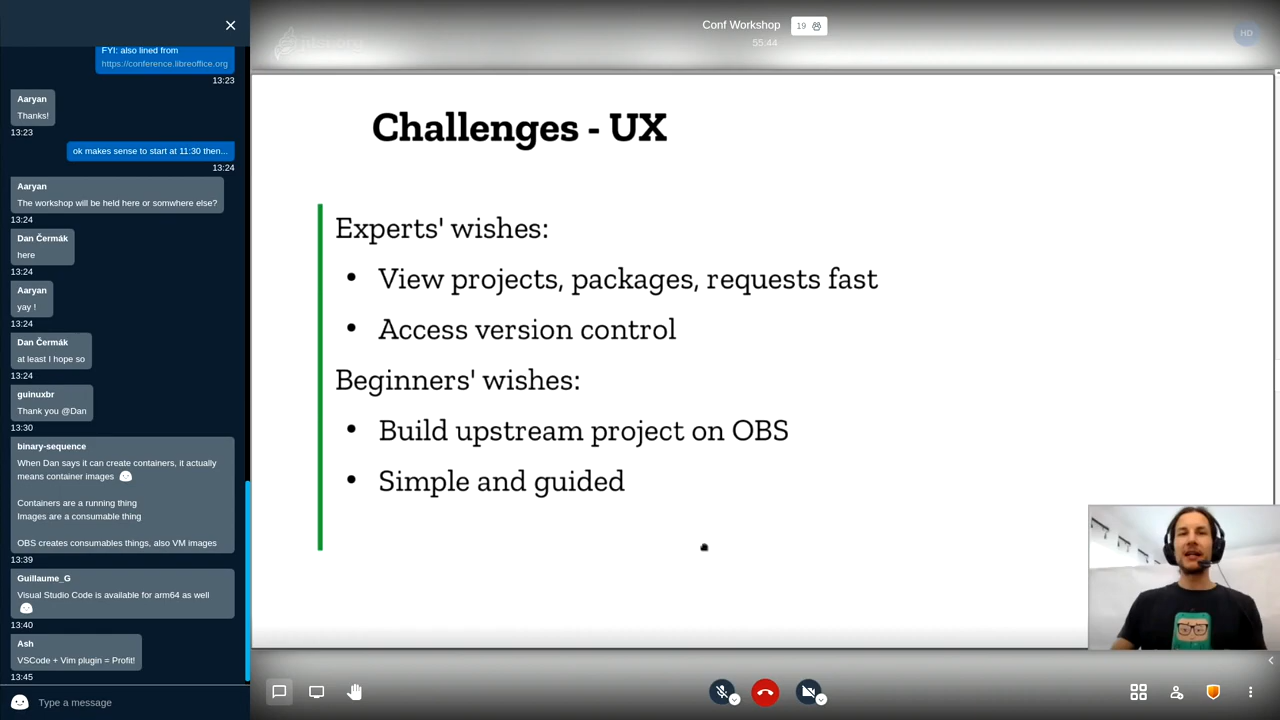 FYI: also lined from
https://conference.libreoffice.org
13:23
Aaryan
Thanks!
13:23
ok makes sense to start at 11:30 then...
13:24
Aaryan
The workshop will be held here or somwhere else?
13:24
Dan Čermák
here
13:24
Aaryan
yay !
13:24
Dan Čermák
at least I hope so
13:24
guinuxbr
Thank you @Dan
13:30
binary-sequence
When Dan says it can create containers, it actually
means container images
Containers are a running thing
Images are a consumable thing
OBS creates consumables things, also VM images
13:39
Guillaume_G
Visual Studio Code is available for arm64 as well
13:40
Ash
VSCode + Vim plugin = Profit!
13:45
Type a message
jitsi.org
Conf Workshop
19
55:44
HD
Challenges - UX
Experts' wishes:
• View projects, packages, requests fast
• Access version control
Beginners' wishes:
• Build upstream project on OBS
• Simple and guided